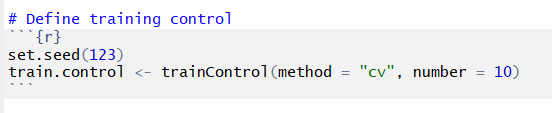 # Define training control
```{r}
set.seed(123)
train.control <- trainControl(method = "cv", number = 10)
```